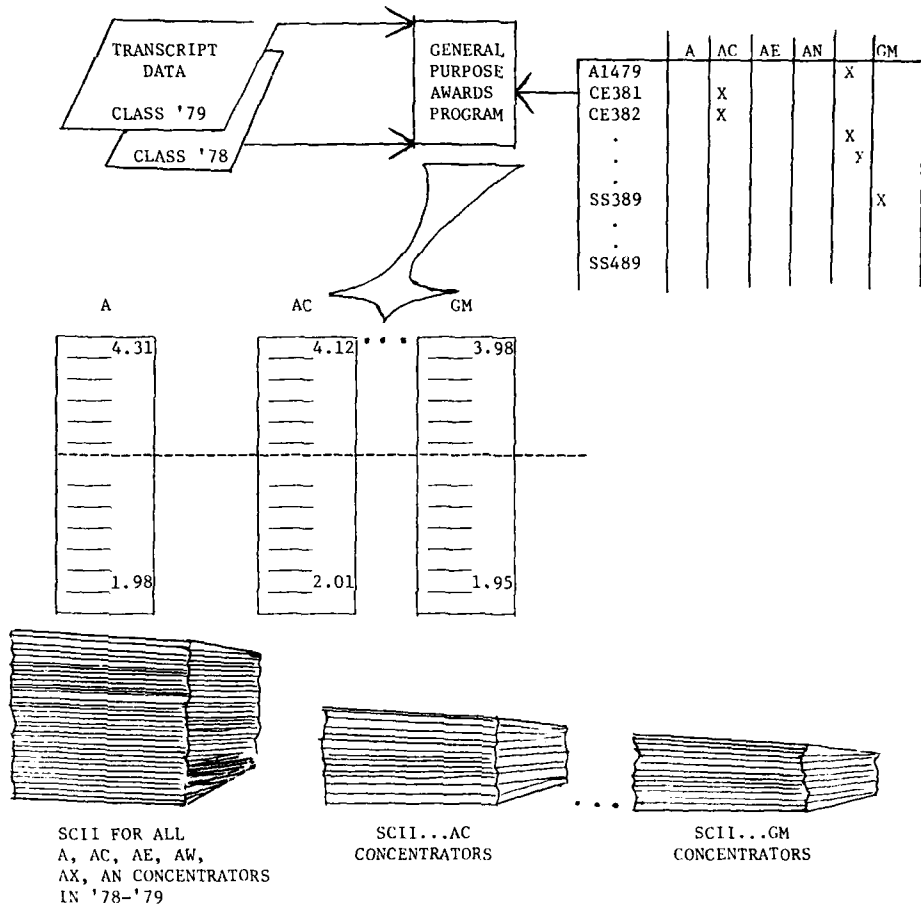 TRANSCRIPT
DATA
CLASS '79
CLASS '78
GENERAL
PURPOSE
AWARDS
PROGRAM
A AC AE AN GM
A1479 X
CE381 X
CE382 X
. X
. y
.
SS389 X
.
.
SS489
A AC GM
4.31 4.12 ... 3.98
1.98 2.01 1.95
SCII FOR ALL
A, AC, AE, AW,
AX, AN CONCENTRATORS
IN '78-'79
SCII...AC
CONCENTRATORS
...
SCII...GM
CONCENTRATORS